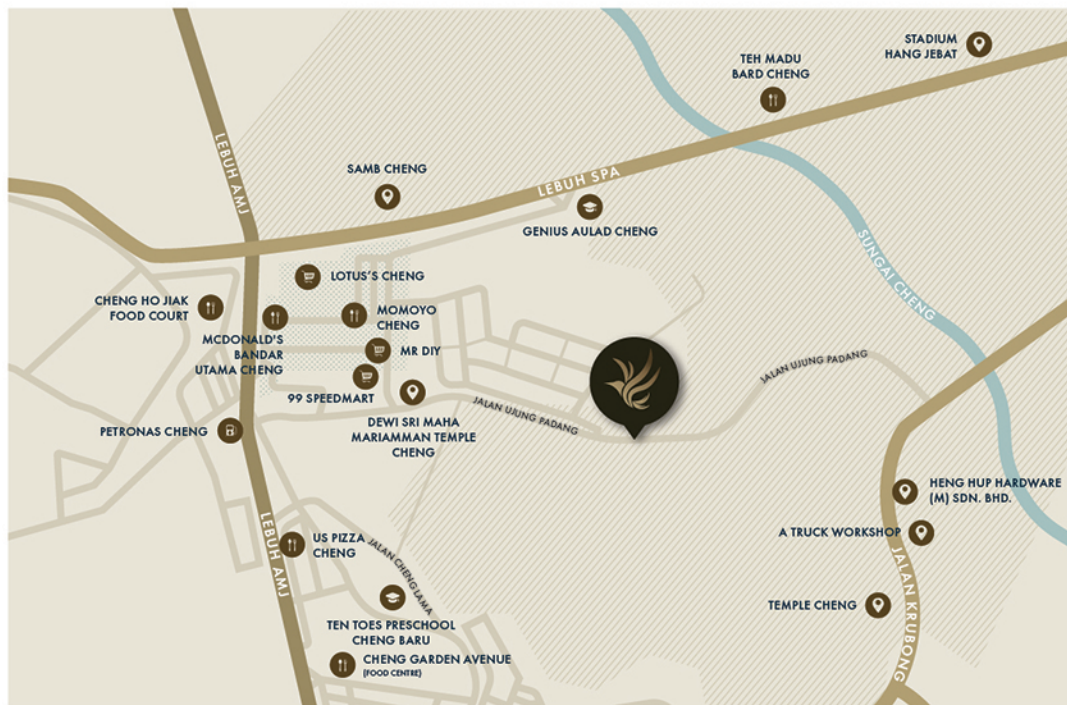 STADIUM
HANG JEBAT
TEH MADU
BARD CHENG
LEBUH AMJ
SAMB CHENG
LEBUH SPA
GENIUS AULAD CHENG
SUNGAI CHENG
LOTUS'S CHENG
CHENG HO JIAK
FOOD COURT
MOMOYO
CHENG
MCDONALD'S
BANDAR
UTAMA CHENG
MR DIY
99 SPEEDMART
JALAN UJUNG PADANG
JALAN UJUNG PADANG
DEWI SRI MAHA
MARIAMMAN TEMPLE
CHENG
PETRONAS CHENG
HENG HUP HARDWARE
(M) SDN. BHD.
A TRUCK WORKSHOP
US PIZZA
CHENG
LEBUH AMJ
JALAN CHENG LAMA
JALAN KRUBONG
TEMPLE CHENG
TEN TOES PRESCHOOL
CHENG BARU
CHENG GARDEN AVENUE
(FOOD CENTRE)